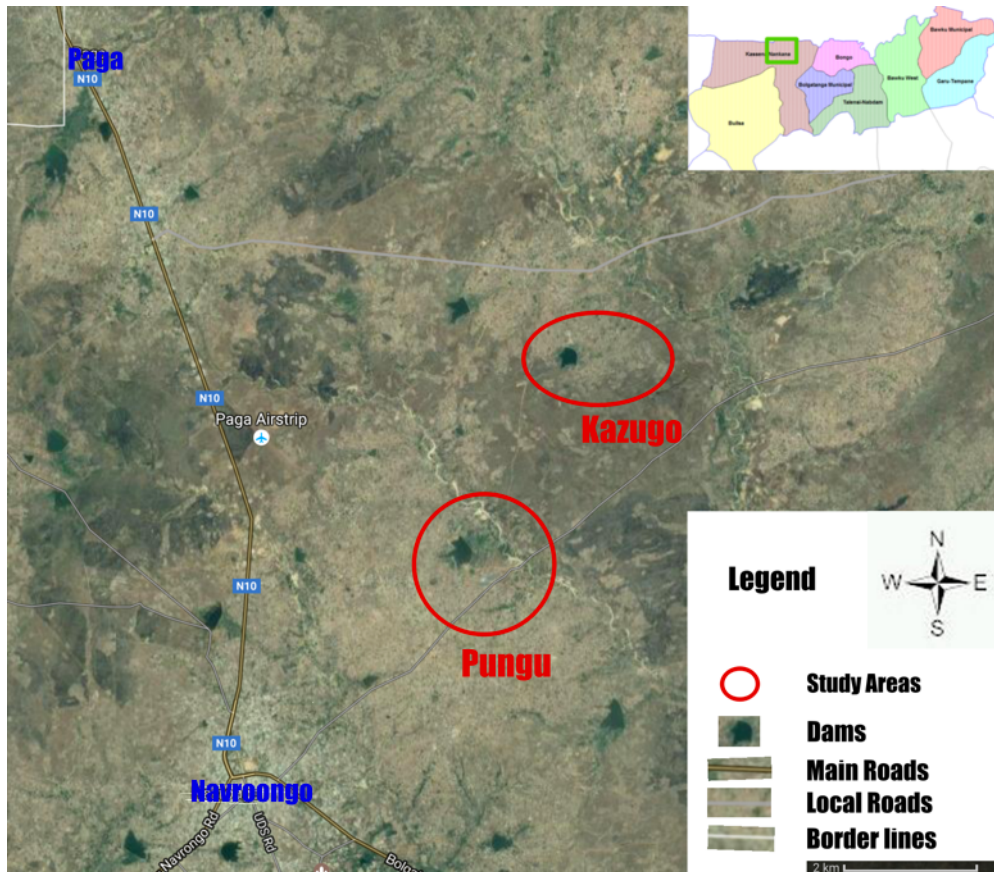 Paga
N10
N10
N10
Paga Airstrip
N10
N10
Navroongo
Navrongo Rd
UDS Rd
Kazugo
Pungu
Bongo
Bolgatanga Municipal
Talensi-Nabdam
Builsa
Bawku West
Bawku Municipal
Garu-Tempane
Legend
N
W
E
S
Study Areas
Dams
Main Roads
Local Roads
Border lines
2 km